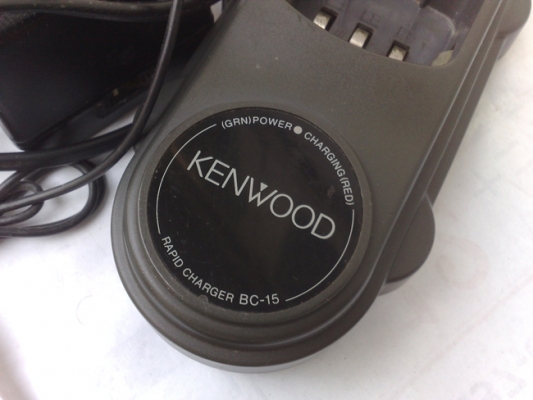 (GRN)POWER ● CHARGING(RED)
KENWOOD
RAPID CHARGER BC-15